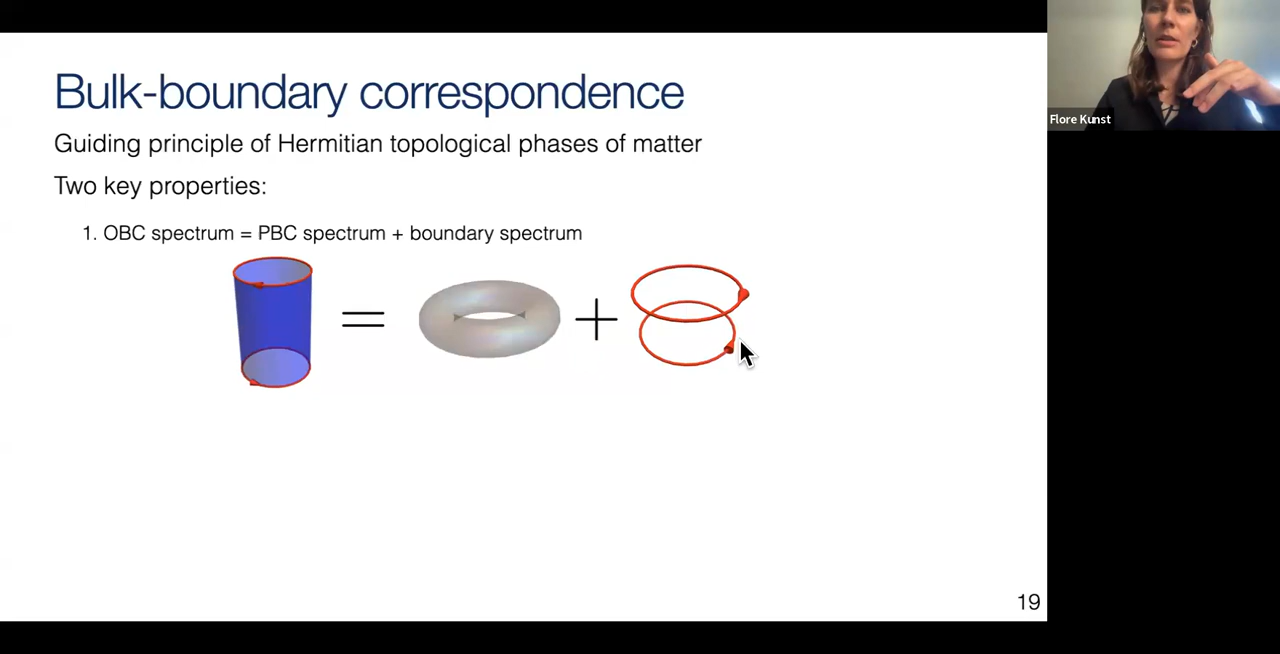 Bulk-boundary correspondence
Guiding principle of Hermitian topological phases of matter
Two key properties:
1. OBC spectrum = PBC spectrum + boundary spectrum
= +
19
Flore Kunst